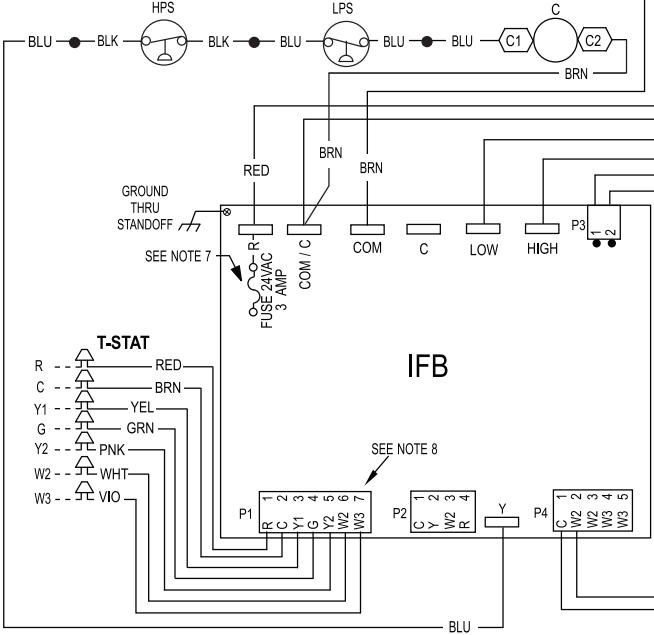 HPS
LPS
C
BLU
BLK
BLK
BLU
BLU
BLU
C1
C2
BRN
RED
BRN
BRN
GROUND
THRU
STANDOFF
SEE NOTE 7
R
FUSE 24VAC
3 AMP
COM / C
COM
C
LOW
HIGH
P3
1
2
T-STAT
R
RED
C
BRN
Y1
YEL
G
GRN
Y2
PNK
W2
WHT
W3
VIO
IFB
SEE NOTE 8
P1
1 2 3 4 5 6 7
R C Y1 G Y2 W2 W3
P2
1 2 3 4
C Y W2 R
Y
P4
1 2 3 4 5
C W2 W2 W4 W3
BLU